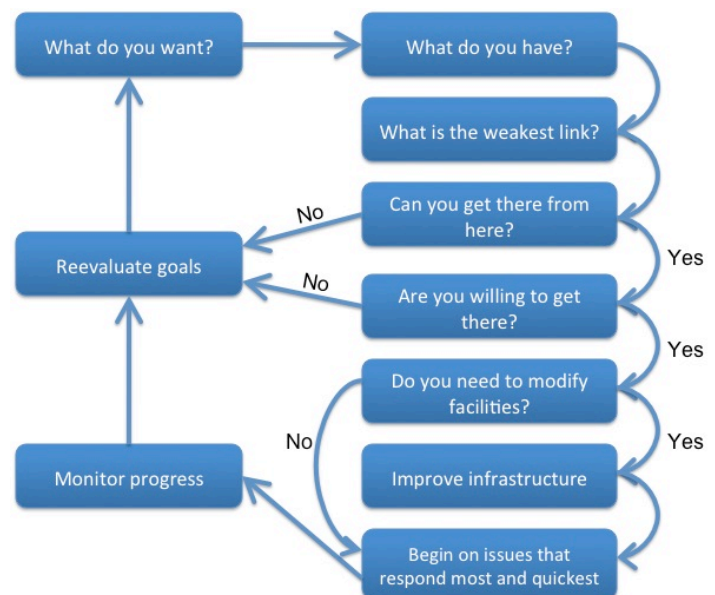 What do you want?
What do you have?
What is the weakest link?
No
Can you get there from
here?
Yes
Reevaluate goals
No
Are you willing to get
there?
Yes
Do you need to modify
facilities?
No
Yes
Monitor progress
Improve infrastructure
Begin on issues that
respond most and quickest